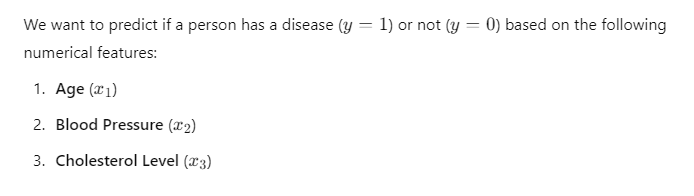 We want to predict if a person has a disease (y = 1) or not (y = 0) based on the following
numerical features:
1. Age (x₁)
2. Blood Pressure (x₂)
3. Cholesterol Level (x₃)